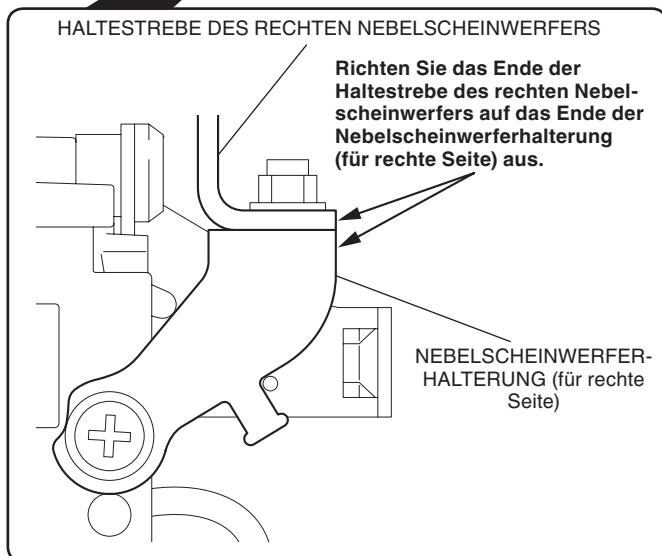 HALTESTREBE DES RECHTEN NEBELSCHEINWERFERS
Richten Sie das Ende der
Haltestrebe des rechten Nebel-
scheinwerfers auf das Ende der
Nebelscheinwerferhalterung
(für rechte Seite) aus.
NEBELSCHEINWERFER-
HALTERUNG (für rechte
Seite)